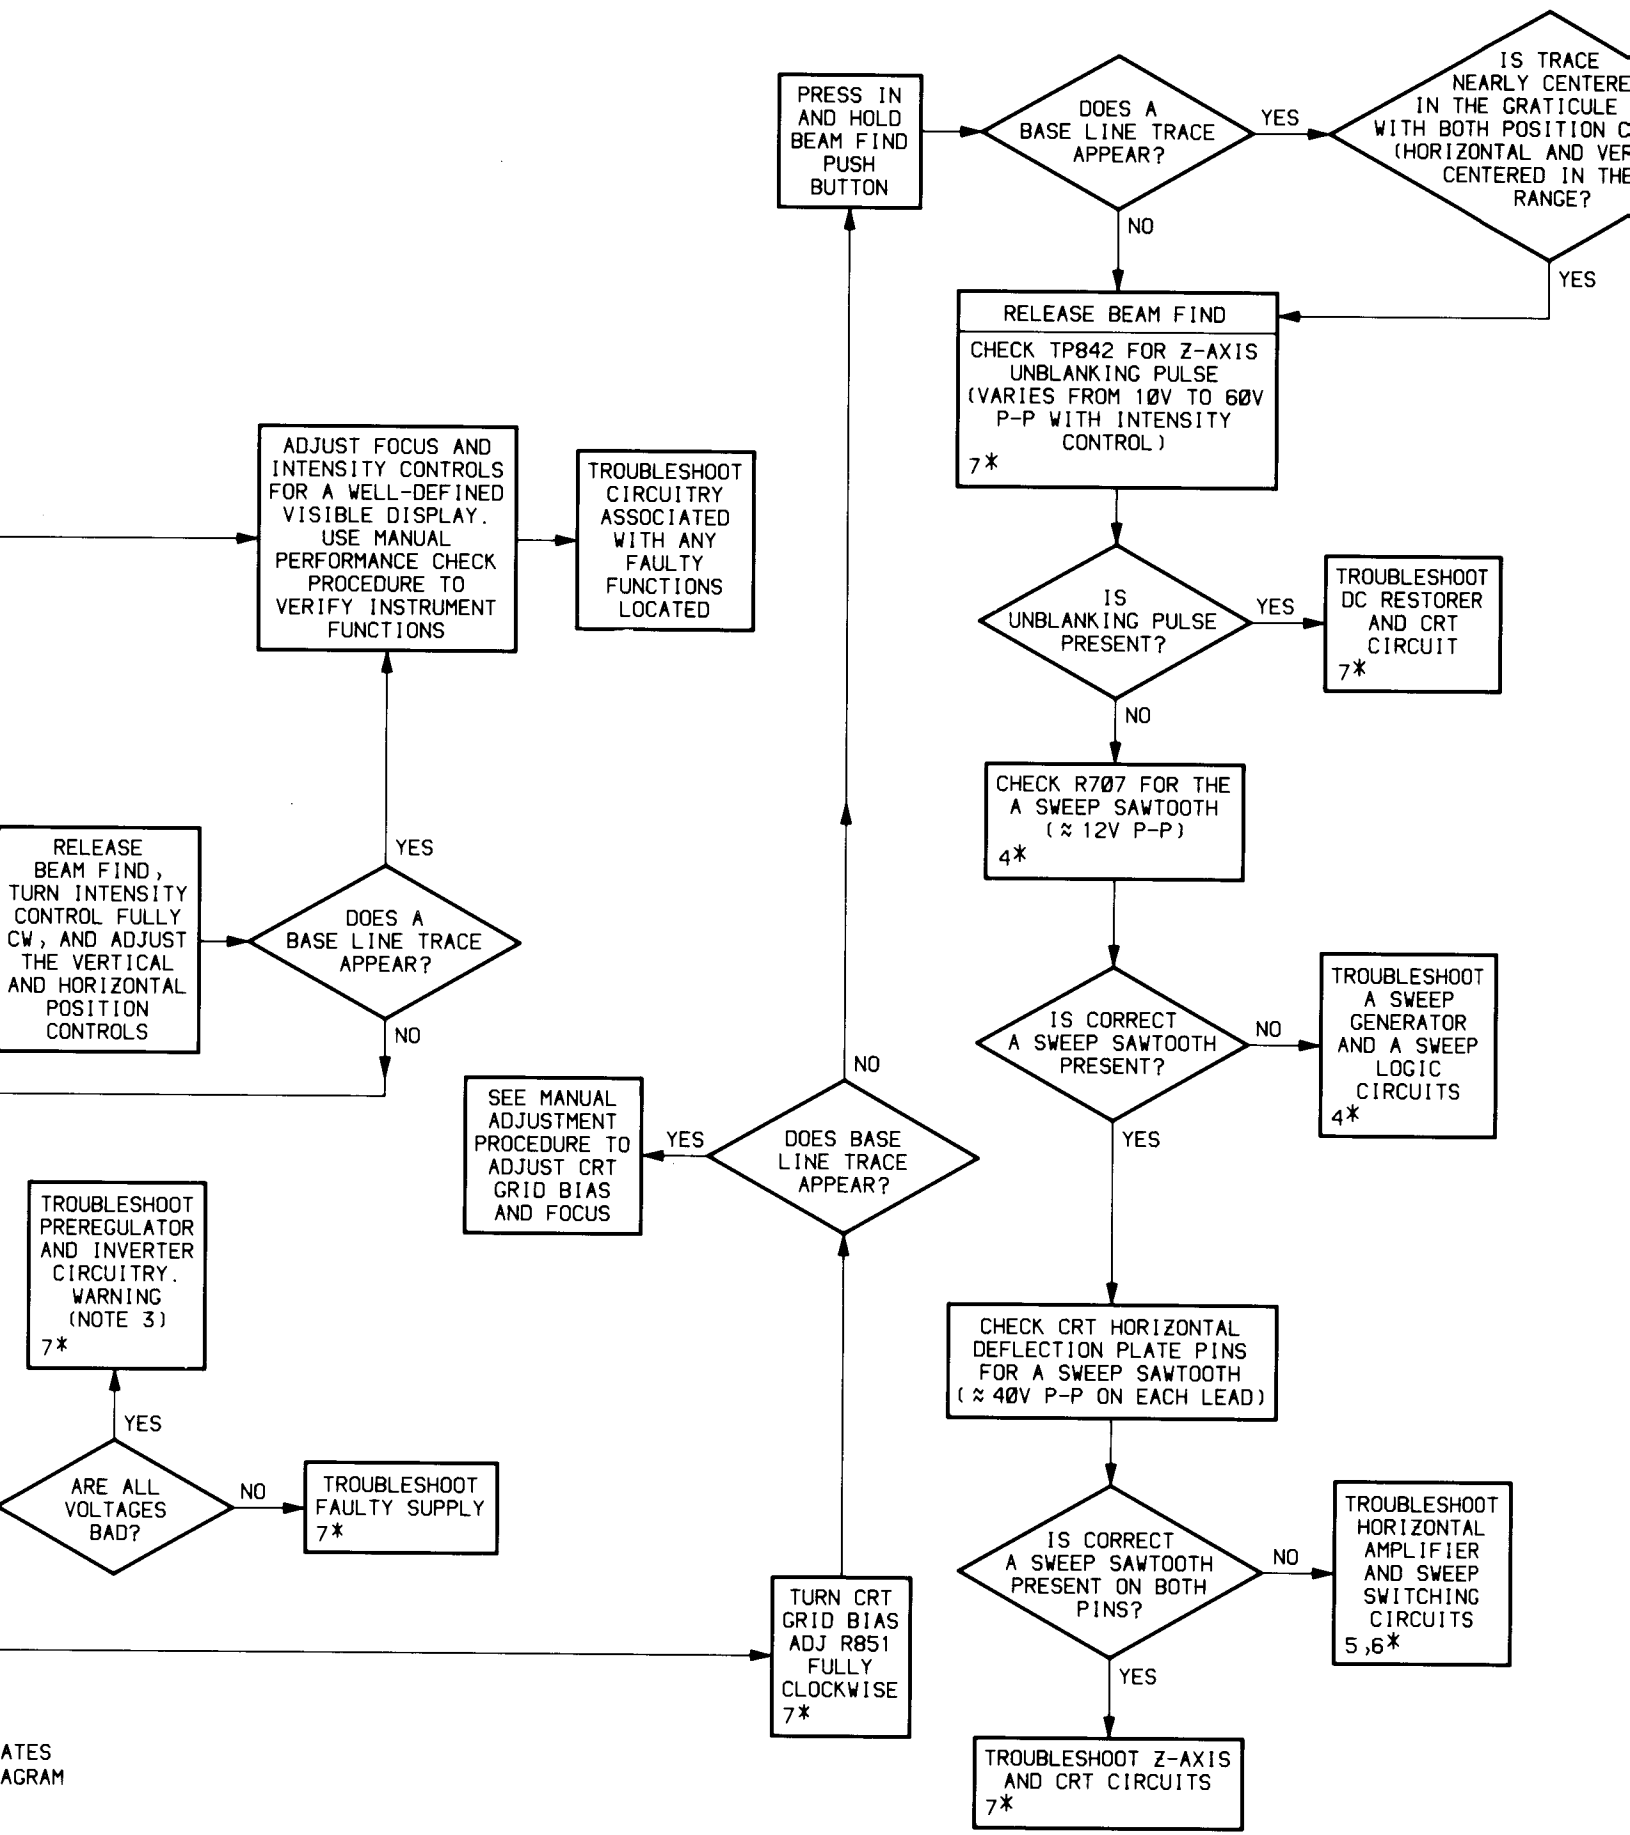 PRESS IN
AND HOLD
BEAM FIND
PUSH
BUTTON
DOES A
BASE LINE TRACE
APPEAR?
YES
NO
IS TRACE
NEARLY CENTERE
IN THE GRATICULE
WITH BOTH POSITION C
(HORIZONTAL AND VER
CENTERED IN THE
RANGE?
YES
RELEASE BEAM FIND
CHECK TP842 FOR Z-AXIS
UNBLANKING PULSE
(VARIES FROM 10V TO 60V
P-P WITH INTENSITY
CONTROL)
7*
ADJUST FOCUS AND
INTENSITY CONTROLS
FOR A WELL-DEFINED
VISIBLE DISPLAY.
USE MANUAL
PERFORMANCE CHECK
PROCEDURE TO
VERIFY INSTRUMENT
FUNCTIONS
TROUBLESHOOT
CIRCUITRY
ASSOCIATED
WITH ANY
FAULTY
FUNCTIONS
LOCATED
IS
UNBLANKING PULSE
PRESENT?
YES
NO
TROUBLESHOOT
DC RESTORER
AND CRT
CIRCUIT
7*
CHECK R707 FOR THE
A SWEEP SAWTOOTH
(≈12V P-P)
4*
RELEASE
BEAM FIND,
TURN INTENSITY
CONTROL FULLY
CW, AND ADJUST
THE VERTICAL
AND HORIZONTAL
POSITION
CONTROLS
YES
DOES A
BASE LINE TRACE
APPEAR?
NO
IS CORRECT
A SWEEP SAWTOOTH
PRESENT?
NO
YES
TROUBLESHOOT
A SWEEP
GENERATOR
AND A SWEEP
LOGIC
CIRCUITS
4*
SEE MANUAL
ADJUSTMENT
PROCEDURE TO
ADJUST CRT
GRID BIAS
AND FOCUS
YES
NO
DOES BASE
LINE TRACE
APPEAR?
TROUBLESHOOT
PREREGULATOR
AND INVERTER
CIRCUITRY.
WARNING
(NOTE 3)
7*
YES
ARE ALL
VOLTAGES
BAD?
NO
TROUBLESHOOT
FAULTY SUPPLY
7*
CHECK CRT HORIZONTAL
DEFLECTION PLATE PINS
FOR A SWEEP SAWTOOTH
(≈40V P-P ON EACH LEAD)
IS CORRECT
A SWEEP SAWTOOTH
PRESENT ON BOTH
PINS?
NO
YES
TROUBLESHOOT
HORIZONTAL
AMPLIFIER
AND SWEEP
SWITCHING
CIRCUITS
5,6*
TURN CRT
GRID BIAS
ADJ R851
FULLY
CLOCKWISE
7*
TROUBLESHOOT Z-AXIS
AND CRT CIRCUITS
7*
ATES
AGRAM